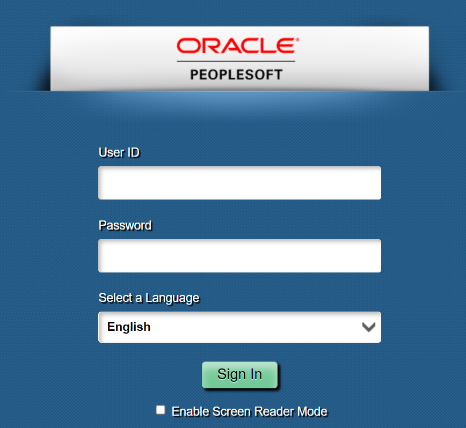 ORACLE®
PEOPLESOFT
User ID
Password
Select a Language
English
Sign In
Enable Screen Reader Mode